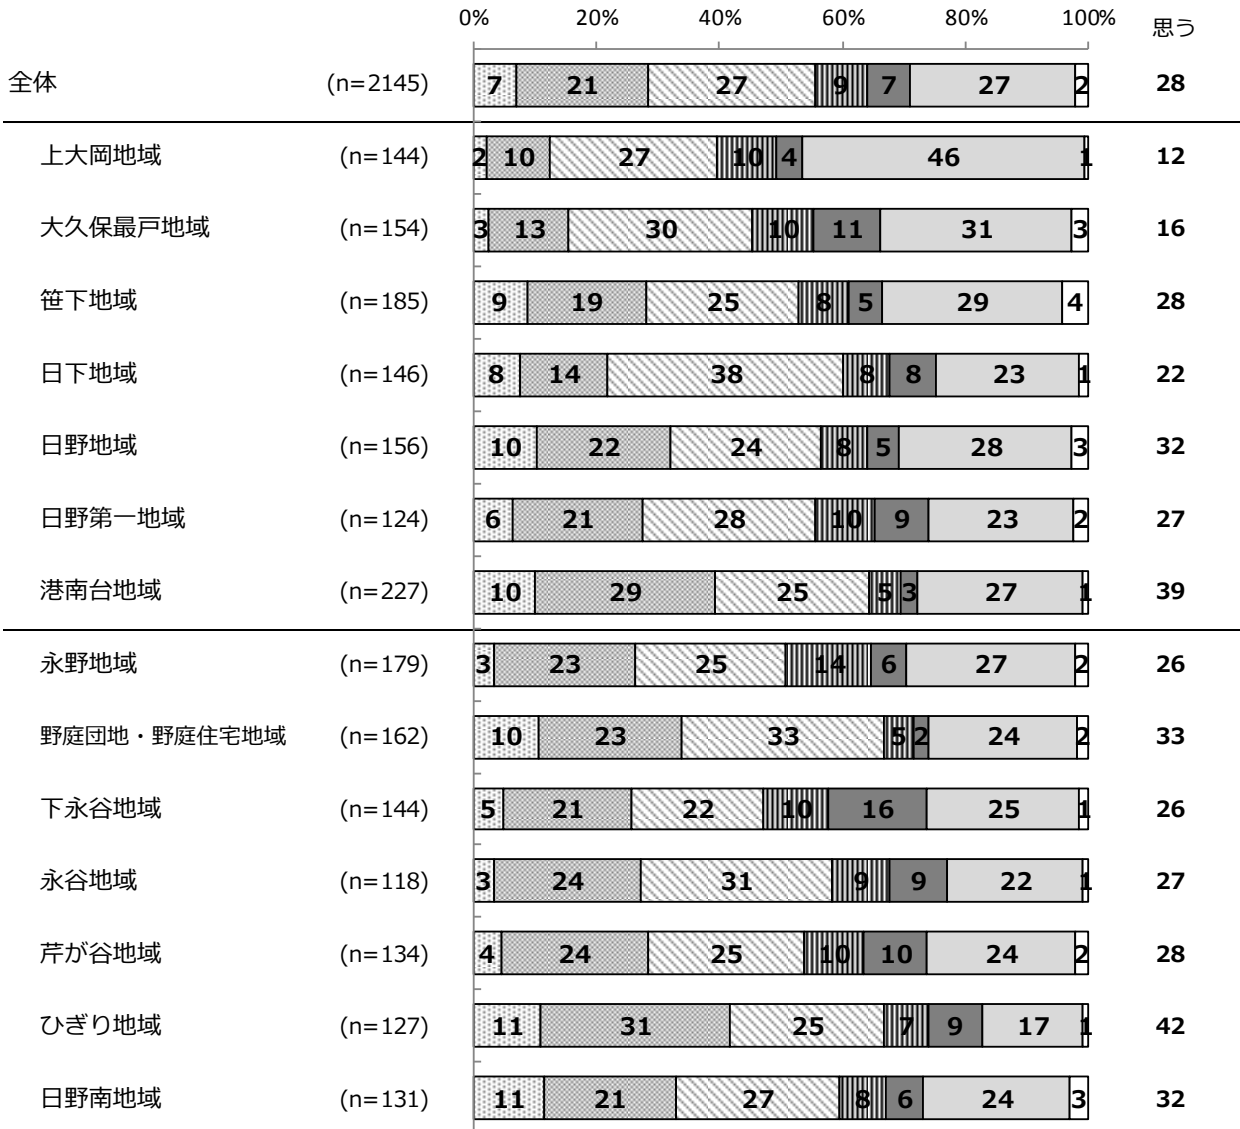 0% 20% 40% 60% 80% 100% 思う
全体 (n=2145) 7 21 27 9 7 27 2 28
上大岡地域 (n=144) 2 10 27 10 4 46 1 12
大久保最戸地域 (n=154) 3 13 30 10 11 31 3 16
笹下地域 (n=185) 9 19 25 8 5 29 4 28
日下地域 (n=146) 8 14 38 8 8 23 1 22
日野地域 (n=156) 10 22 24 8 5 28 3 32
日野第一地域 (n=124) 6 21 28 10 9 23 2 27
港南台地域 (n=227) 10 29 25 5 3 27 1 39
永野地域 (n=179) 3 23 25 14 6 27 2 26
野庭団地・野庭住宅地域 (n=162) 10 23 33 5 2 24 2 33
下永谷地域 (n=144) 5 21 22 10 16 25 1 26
永谷地域 (n=118) 3 24 31 9 9 22 1 27
芹が谷地域 (n=134) 4 24 25 10 10 24 2 28
ひぎり地域 (n=127) 11 31 25 7 9 17 1 42
日野南地域 (n=131) 11 21 27 8 6 24 3 32